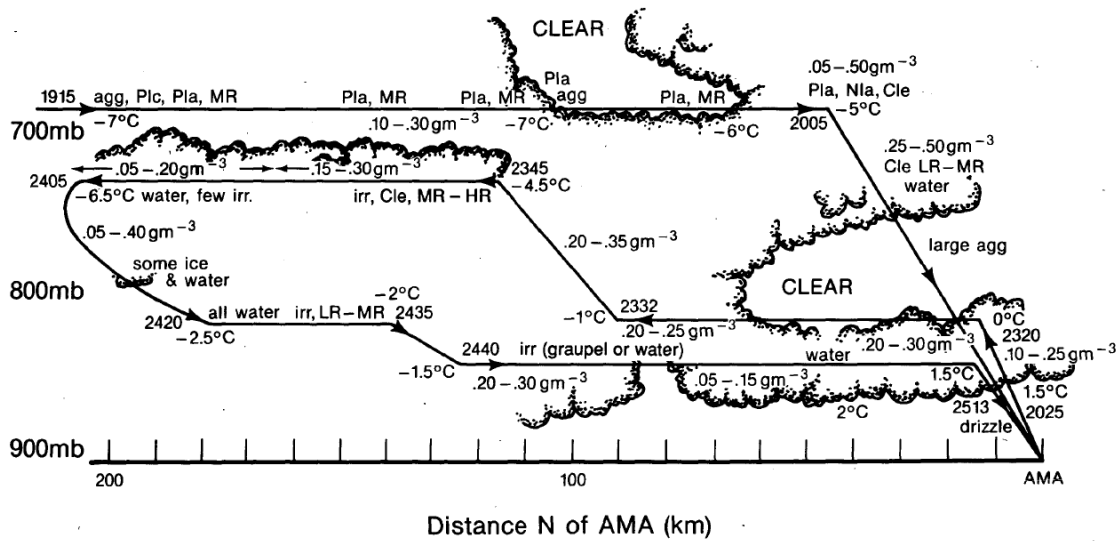 CLEAR
1915 agg, Plc, Pla, MR Pla, MR Pla, MR Pla agg Pla, MR
.05-.50gm⁻³
Pla, Nla, Cle
-5°C
700mb
-7°C
.10-.30gm⁻³
-7°C
-6°C
2005
.05-.20gm⁻³
.15-.30gm⁻³
2345
.25-.50gm⁻³
Cle LR-MR
water
2405
-6.5°C water, few irr.
irr, Cle, MR-HR
-4.5°C
.05-.40gm⁻³
.20-.35gm⁻³
large agg
some ice
& water
800mb
-2°C
CLEAR
2420
all water
irr, LR-MR
2435
2332
-2.5°C
-1°C
.20-.25gm⁻³
0°C
2320
2440
irr (graupel or water)
water
.20-.30gm⁻³
.10-.25gm⁻³
-1.5°C
.20-.30gm⁻³
.05-.15gm⁻³
1.5°C
1.5°C
2°C
2513
2025
drizzle
900mb
200
100
AMA
Distance N of AMA (km)